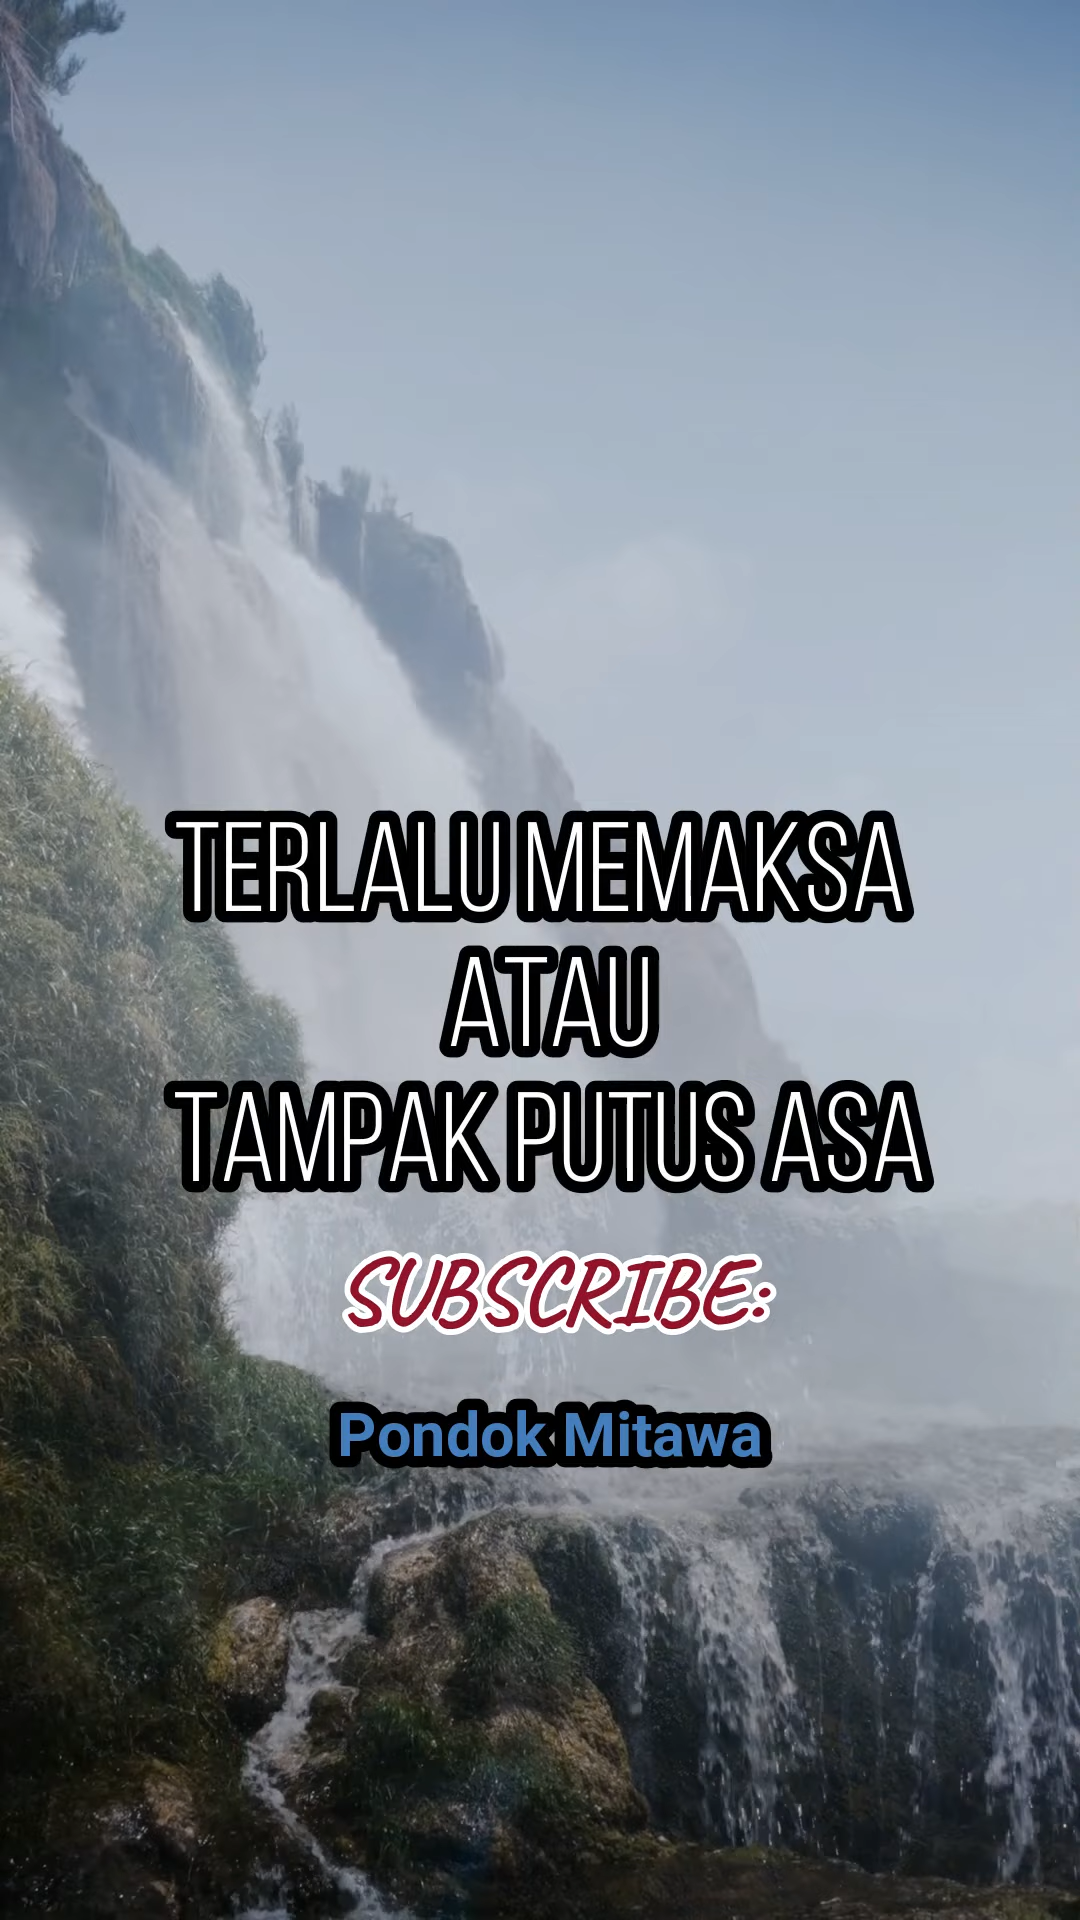 TERLALU MEMAKSA
ATAU
TAMPAK PUTUS ASA
SUBSCRIBE:
Pondok Mitawa